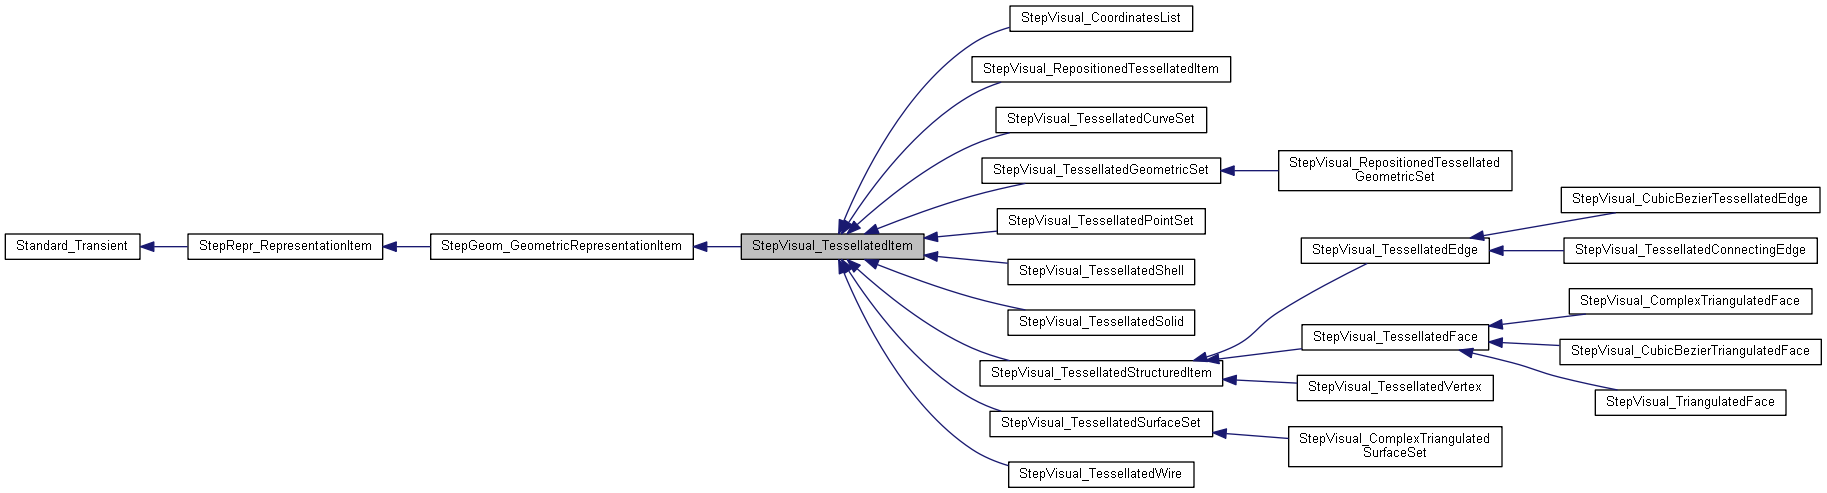 Standard_Transient
StepRepr_RepresentationItem
StepGeom_GeometricRepresentationItem
StepVisual_TessellatedItem
StepVisual_CoordinatesList
StepVisual_RepositionedTessellatedItem
StepVisual_TessellatedCurveSet
StepVisual_TessellatedGeometricSet
StepVisual_TessellatedPointSet
StepVisual_TessellatedShell
StepVisual_TessellatedSolid
StepVisual_TessellatedStructuredItem
StepVisual_TessellatedSurfaceSet
StepVisual_TessellatedWire
StepVisual_RepositionedTessellated
GeometricSet
StepVisual_TessellatedEdge
StepVisual_TessellatedFace
StepVisual_TessellatedVertex
StepVisual_ComplexTriangulated
SurfaceSet
StepVisual_CubicBezierTessellatedEdge
StepVisual_TessellatedConnectingEdge
StepVisual_ComplexTriangulatedFace
StepVisual_CubicBezierTriangulatedFace
StepVisual_TriangulatedFace